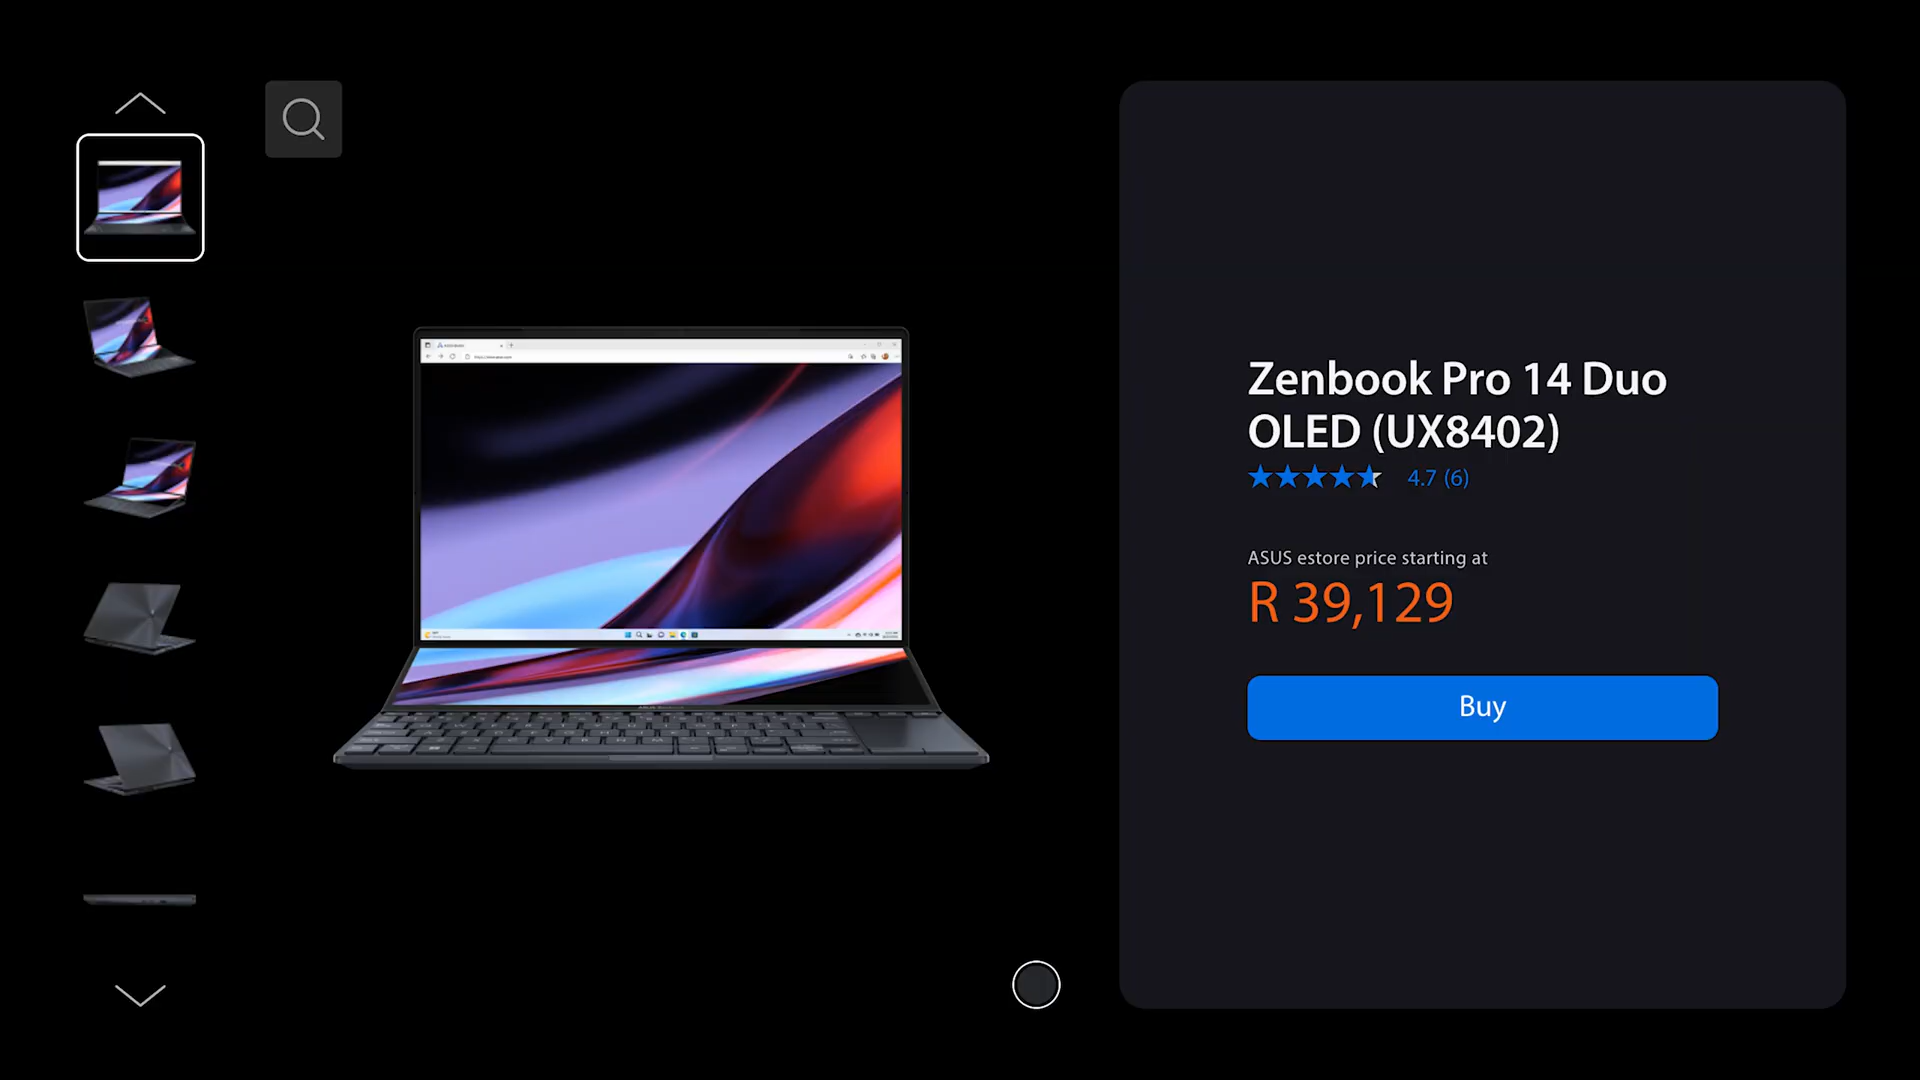 Zenbook Pro 14 Duo
OLED (UX8402)
4.7 (6)
ASUS estore price starting at
R 39,129
Buy